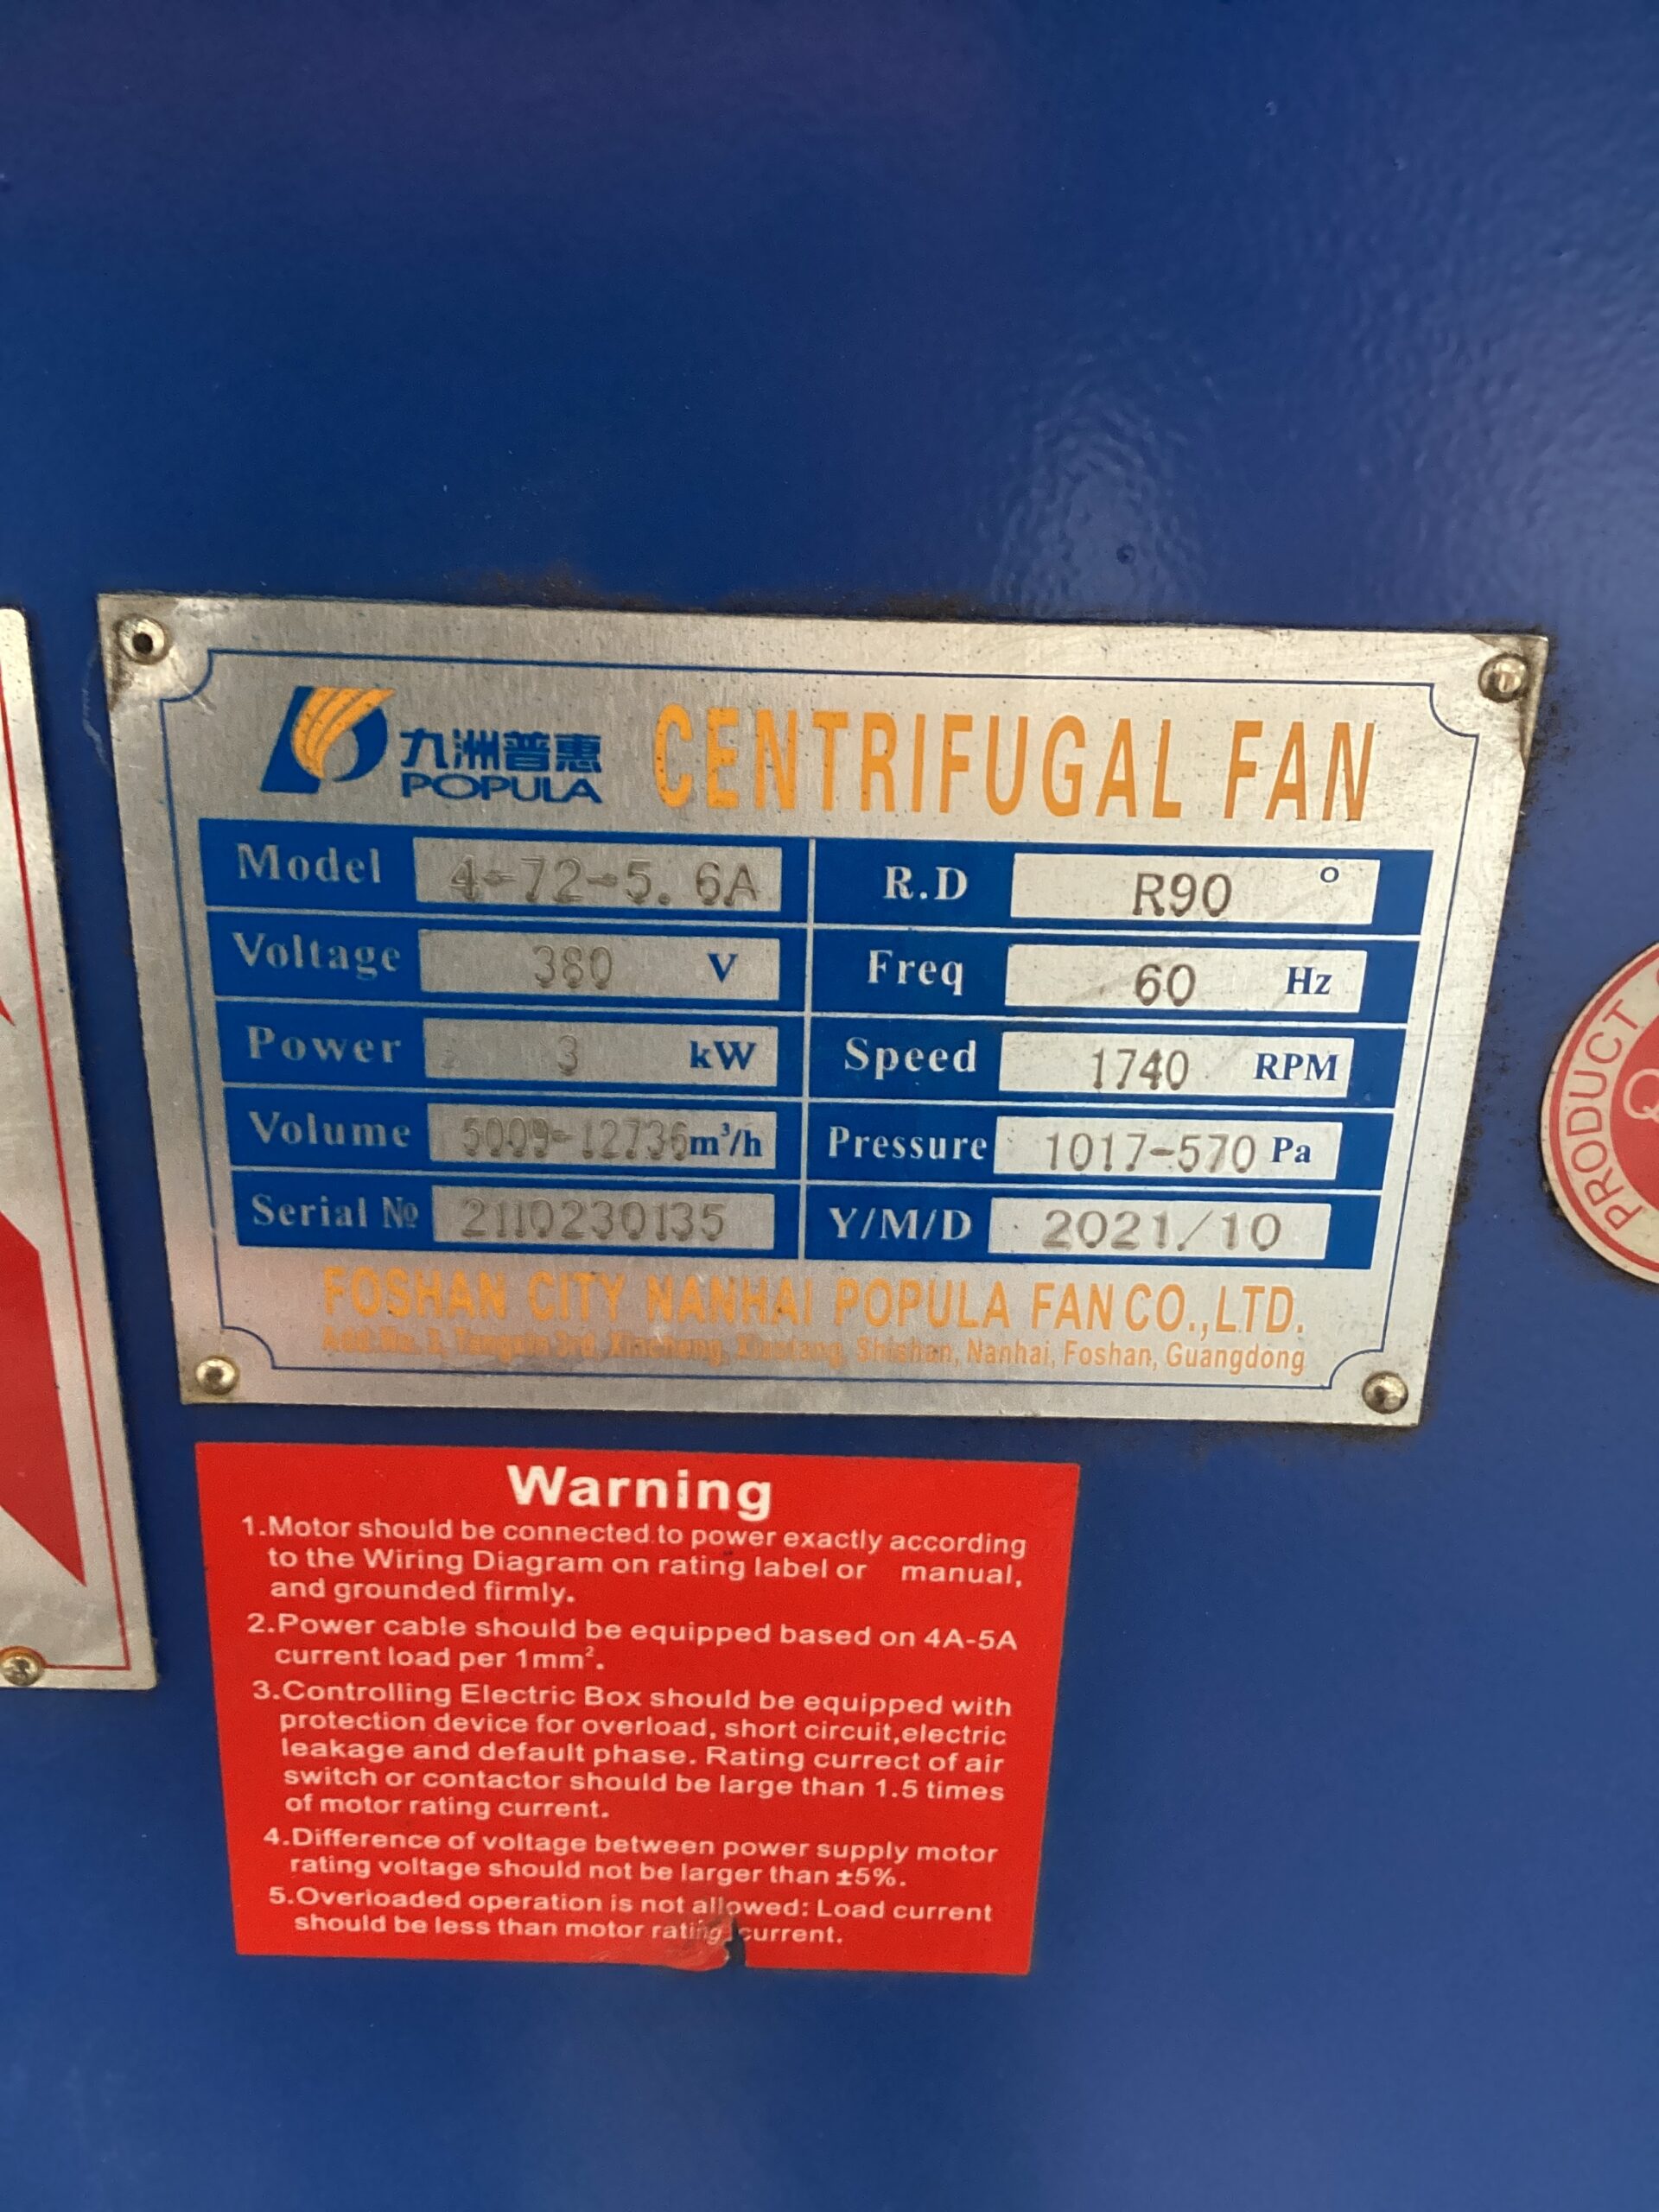 九洲普惠
POPULA
CENTRIFUGAL FAN
Model 4-72-5.6A R.D R90 °
Voltage 380 V Freq 60 Hz
Power 3 kW Speed 1740 RPM
Volume 5009-12736 m³/h Pressure 1017-570 Pa
Serial № 2110230135 Y/M/D 2021/10
FOSHAN CITY NANHAI POPULA FAN CO.,LTD.
Shishan, Nanhai, Foshan, Guangdong
PRODUCT
Warning
1.Motor should be connected to power exactly according
to the Wiring Diagram on rating label or manual,
and grounded firmly.
2.Power cable should be equipped based on 4A-5A
current load per 1mm².
3.Controlling Electric Box should be equipped with
protection device for overload, short circuit,electric
leakage and default phase. Rating currect of air
switch or contactor should be large than 1.5 times
of motor rating current.
4.Difference of voltage between power supply motor
rating voltage should not be larger than ±5%.
5.Overloaded operation is not allowed: Load current
should be less than motor rating current.